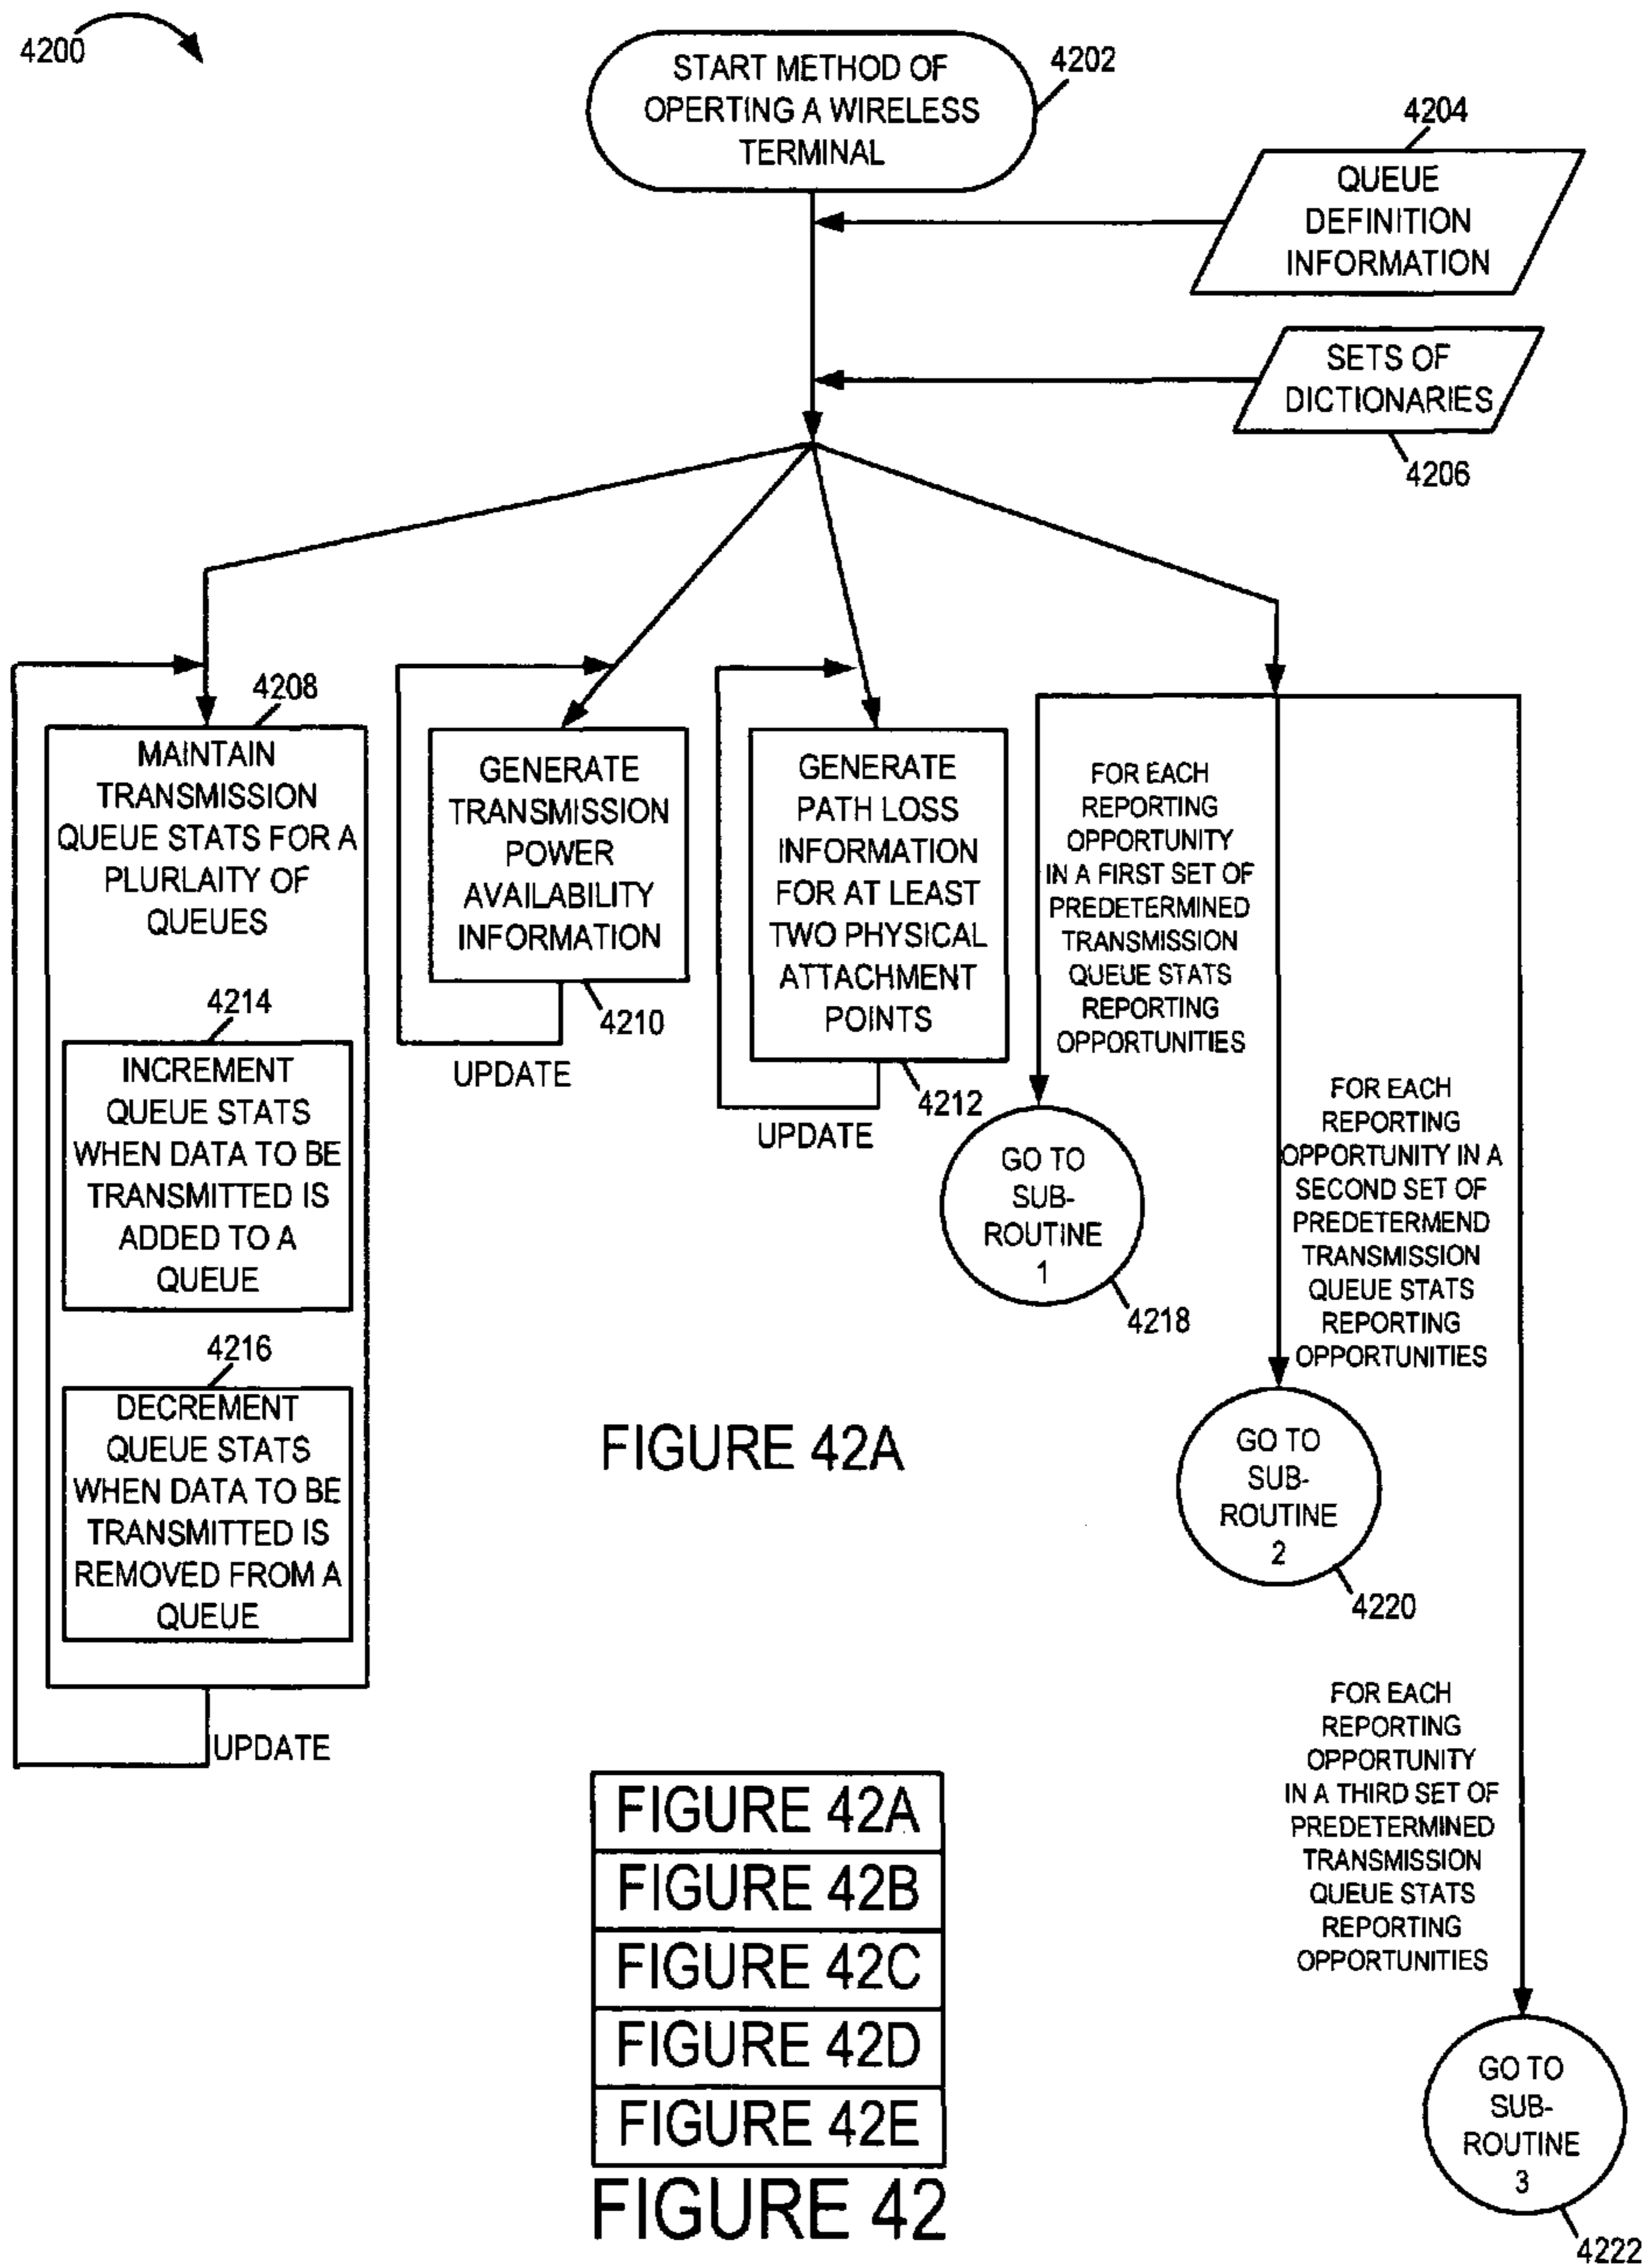 4200
START METHOD OF
OPERTING A WIRELESS
TERMINAL
4202
4204
QUEUE
DEFINITION
INFORMATION
SETS OF
DICTIONARIES
4206
4208
MAINTAIN
TRANSMISSION
QUEUE STATS FOR A
PLURLAITY OF
QUEUES
4214
INCREMENT
QUEUE STATS
WHEN DATA TO BE
TRANSMITTED IS
ADDED TO A
QUEUE
4216
DECREMENT
QUEUE STATS
WHEN DATA TO BE
TRANSMITTED IS
REMOVED FROM A
QUEUE
UPDATE
GENERATE
TRANSMISSION
POWER
AVAILABILITY
INFORMATION
4210
UPDATE
GENERATE
PATH LOSS
INFORMATION
FOR AT LEAST
TWO PHYSICAL
ATTACHMENT
POINTS
4212
UPDATE
FOR EACH
REPORTING
OPPORTUNITY
IN A FIRST SET OF
PREDETERMINED
TRANSMISSION
QUEUE STATS
REPORTING
OPPORTUNITIES
GO TO
SUB-
ROUTINE
1
4218
FOR EACH
REPORTING
OPPORTUNITY IN A
SECOND SET OF
PREDETERMEND
TRANSMISSION
QUEUE STATS
REPORTING
OPPORTUNITIES
GO TO
SUB-
ROUTINE
2
4220
FOR EACH
REPORTING
OPPORTUNITY
IN A THIRD SET OF
PREDETERMINED
TRANSMISSION
QUEUE STATS
REPORTING
OPPORTUNITIES
GO TO
SUB-
ROUTINE
3
4222
FIGURE 42A
FIGURE 42A
FIGURE 42B
FIGURE 42C
FIGURE 42D
FIGURE 42E
FIGURE 42